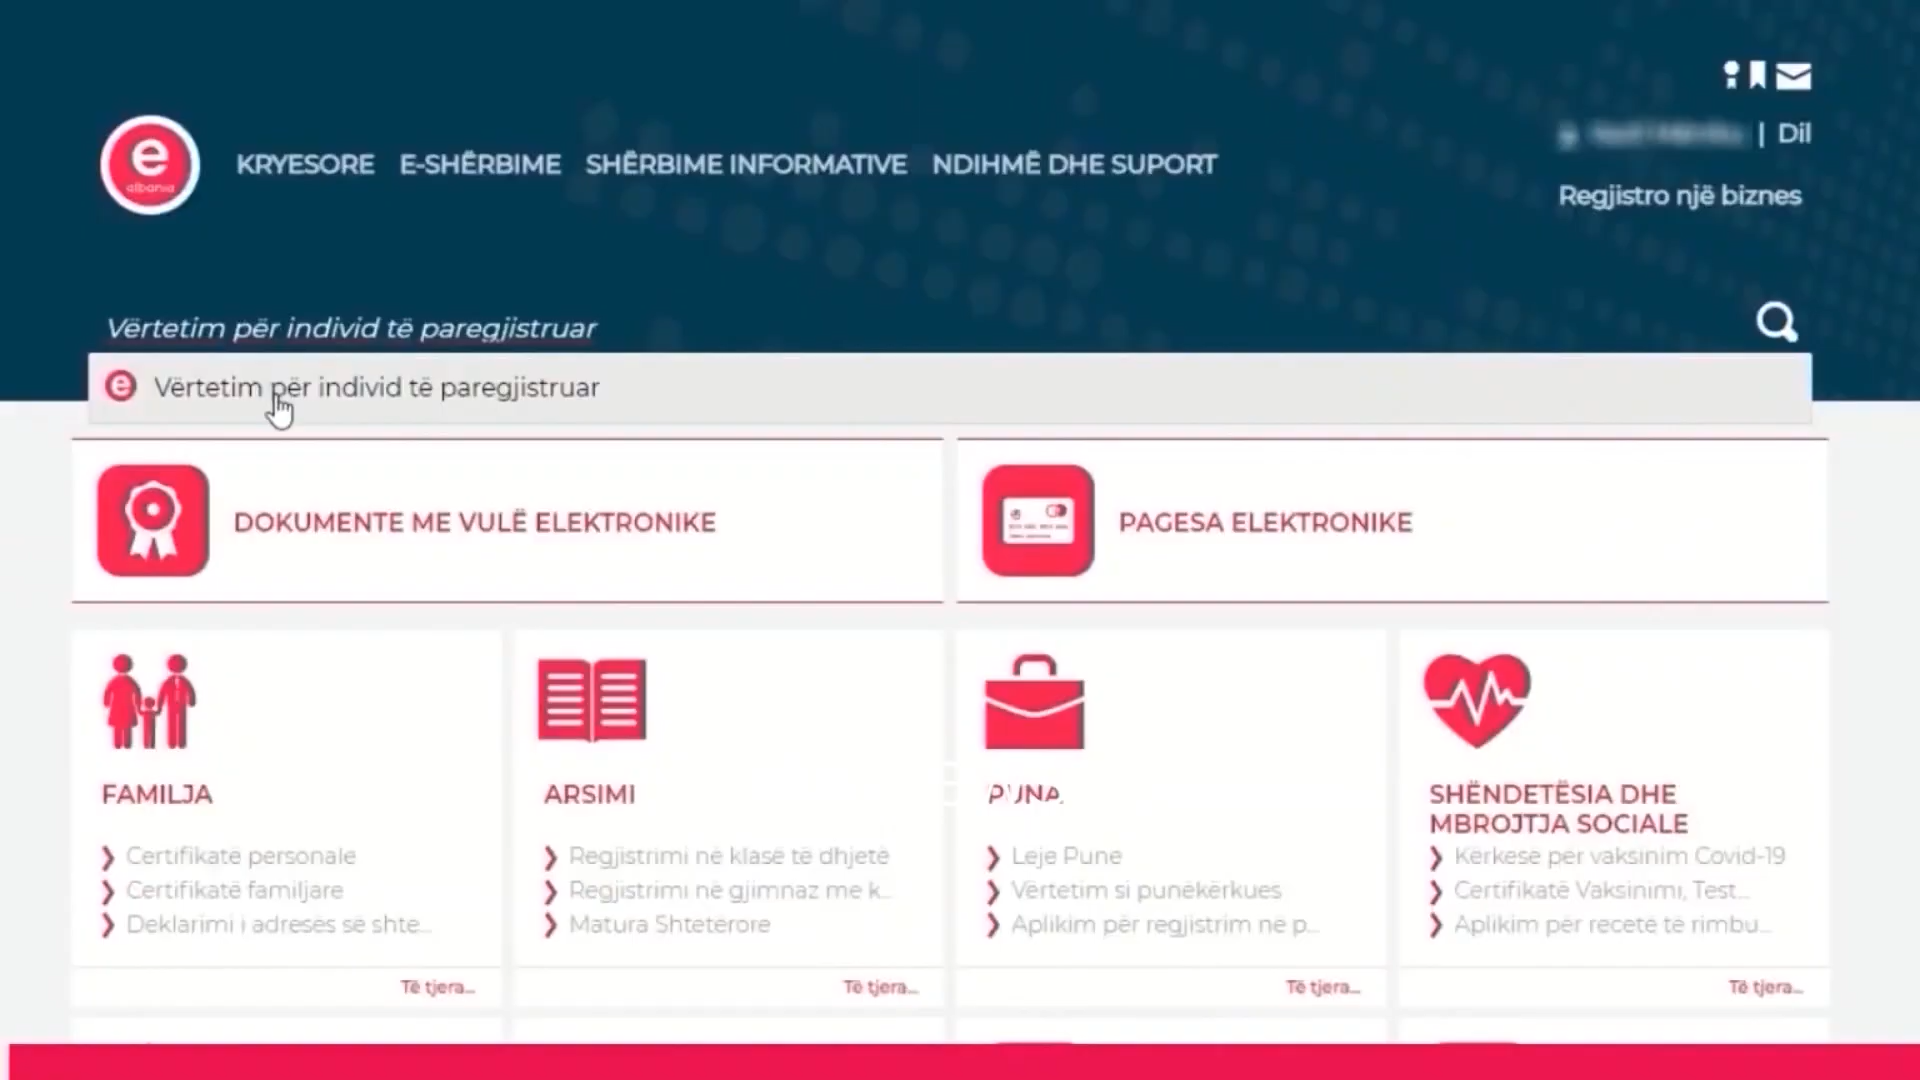 | Dil
e
albania
KRYESORE E-SHËRBIME SHËRBIME INFORMATIVE NDIHMË DHE SUPORT
Regjistro një biznes
Vërtetim për individ të paregjistruar
e Vërtetim për individ të paregjistruar
DOKUMENTE ME VULË ELEKTRONIKE
PAGESA ELEKTRONIKE
FAMILJA
Certifikatë personale
Certifikatë familjare
Deklarimi i adresës së shte...
Të tjera...
ARSIMI
Regjistrimi në klasë të dhjetë
Regjistrimi në gjimnaz me k...
Matura Shtetërore
Të tjera...
PUNA
Leje Pune
Vërtetim si punëkërkues
Aplikim për regjistrim në p...
Të tjera...
SHËNDETËSIA DHE
MBROJTJA SOCIALE
Kërkesë për vaksinim Covid-19
Certifikatë Vaksinimi, Test...
Aplikim për recetë të rimbu...
Të tjera...